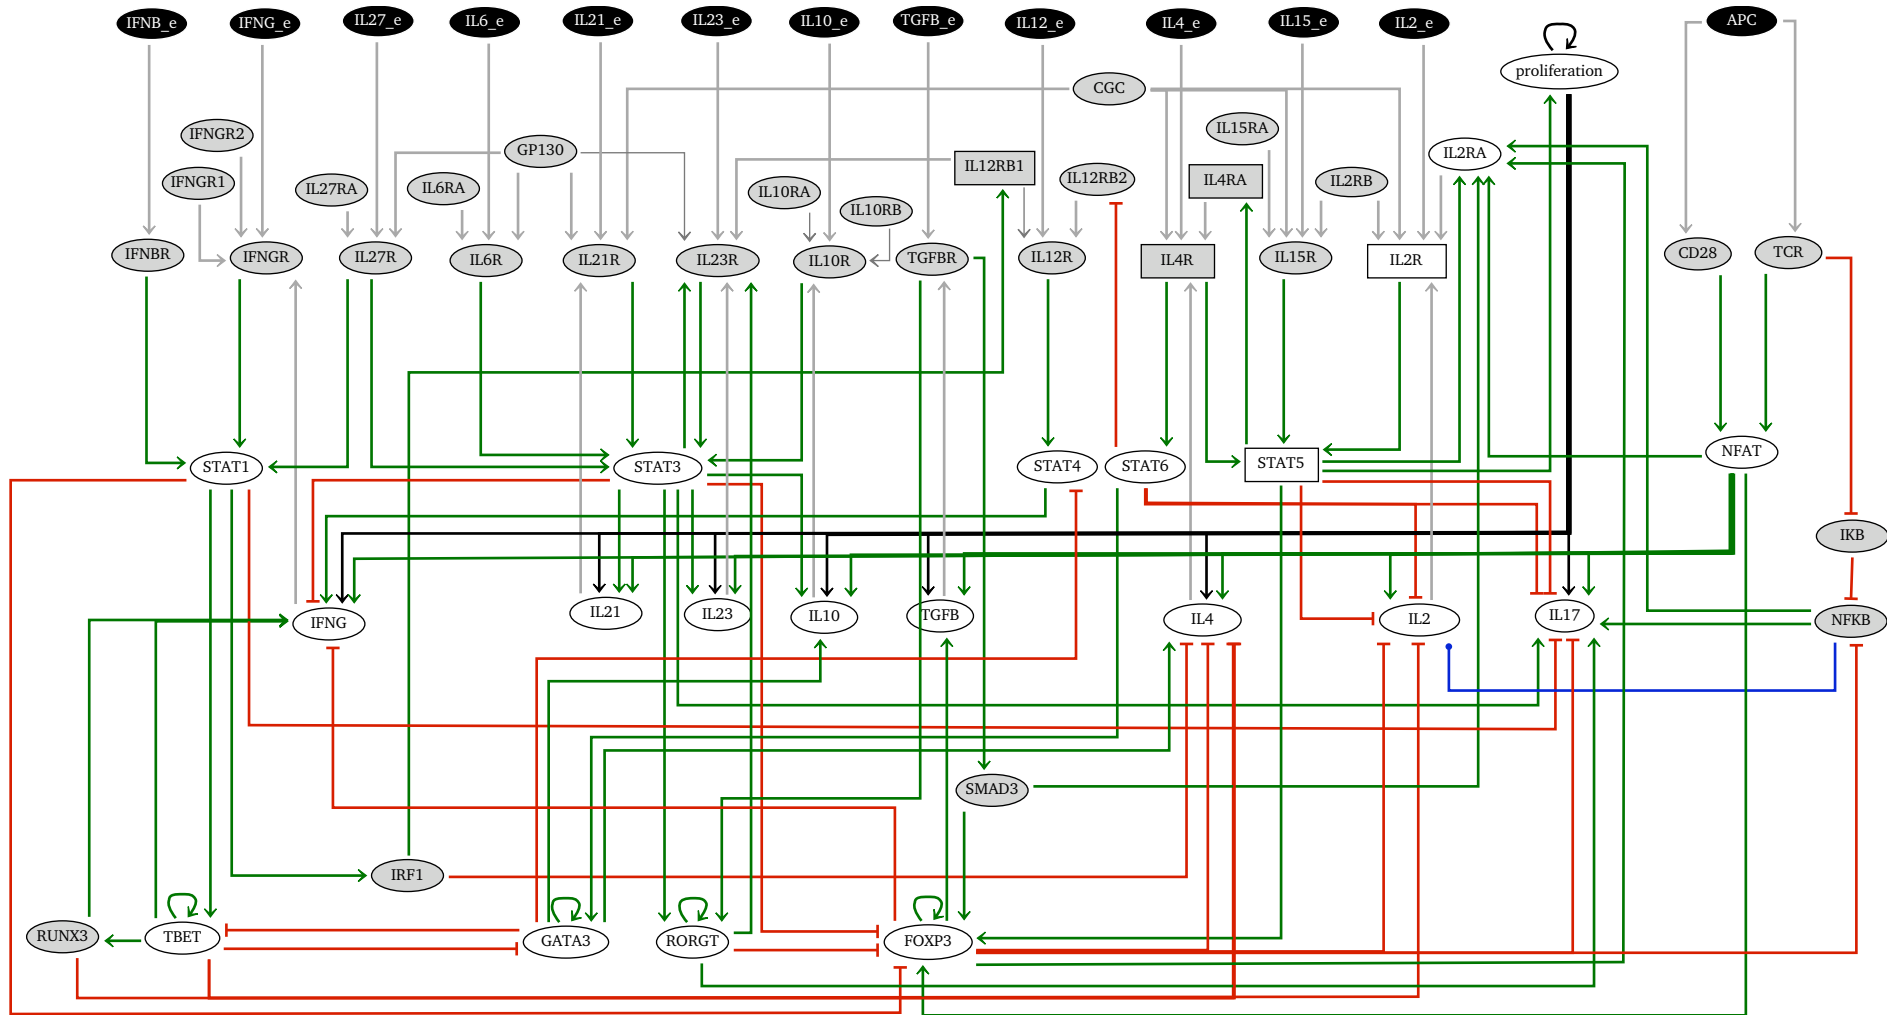 IFNB_e
IFNG_e
IL27_e
IL6_e
IL21_e
IL23_e
IL10_e
TGFB_e
IL12_e
IL4_e
IL15_e
IL2_e
APC
proliferation
CGC
IFNGR2
IL15RA
GP130
IL2RA
IL12RB1
IL12RB2
IL4RA
IL2RB
IFNGR1
IL27RA
IL6RA
IL10RA
IL10RB
IFNBR
IFNGR
IL27R
IL6R
IL21R
IL23R
IL10R
TGFBR
IL12R
IL4R
IL15R
IL2R
CD28
TCR
NFAT
STAT1
STAT3
STAT4
STAT6
STAT5
IKB
IFNG
IL21
IL23
IL10
TGFB
IL4
IL2
IL17
NFKB
SMAD3
IRF1
RUNX3
TBET
GATA3
RORGT
FOXP3